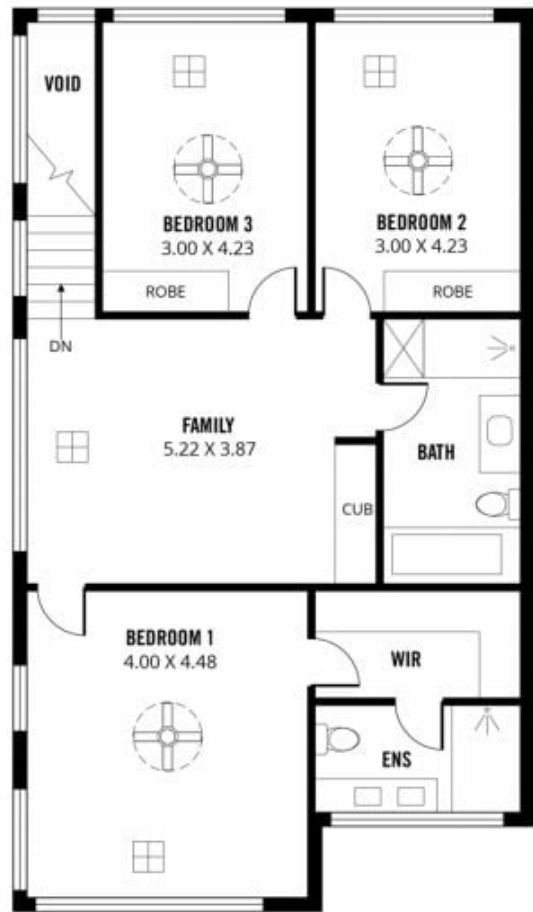 VOID
BEDROOM 3
3.00 X 4.23
BEDROOM 2
3.00 X 4.23
ROBE
ROBE
DN
FAMILY
5.22 X 3.87
BATH
CUB
BEDROOM 1
4.00 X 4.48
WIR
ENS